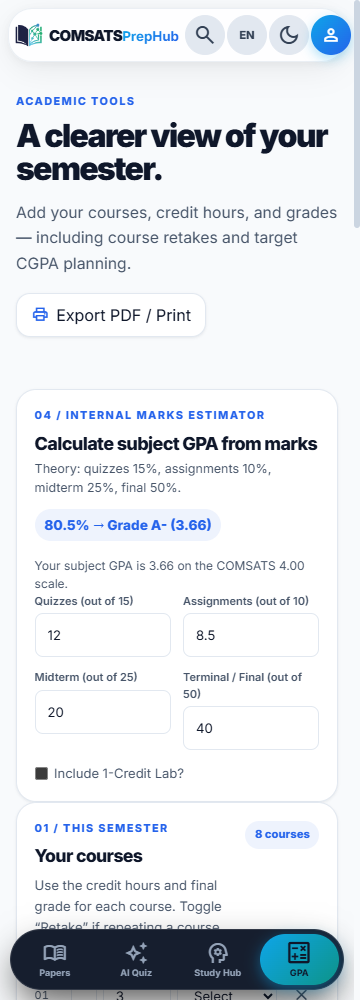 COMSATSPrepHub
EN
ACADEMIC TOOLS
A clearer view of your
semester.
Add your courses, credit hours, and grades
— including course retakes and target
CGPA planning.
Export PDF / Print
04 / INTERNAL MARKS ESTIMATOR
Calculate subject GPA from marks
Theory: quizzes 15%, assignments 10%,
midterm 25%, final 50%.
80.5% → Grade A- (3.66)
Your subject GPA is 3.66 on the COMSATS 4.00
scale.
Quizzes (out of 15)
Assignments (out of 10)
12
8.5
Midterm (out of 25)
Terminal / Final (out of
50)
20
40
Include 1-Credit Lab?
01 / THIS SEMESTER
8 courses
Your courses
Use the credit hours and final
grade for each course. Toggle
“Retake” if repeating a course
Papers
AI Quiz
Study Hub
GPA
01
3
Select